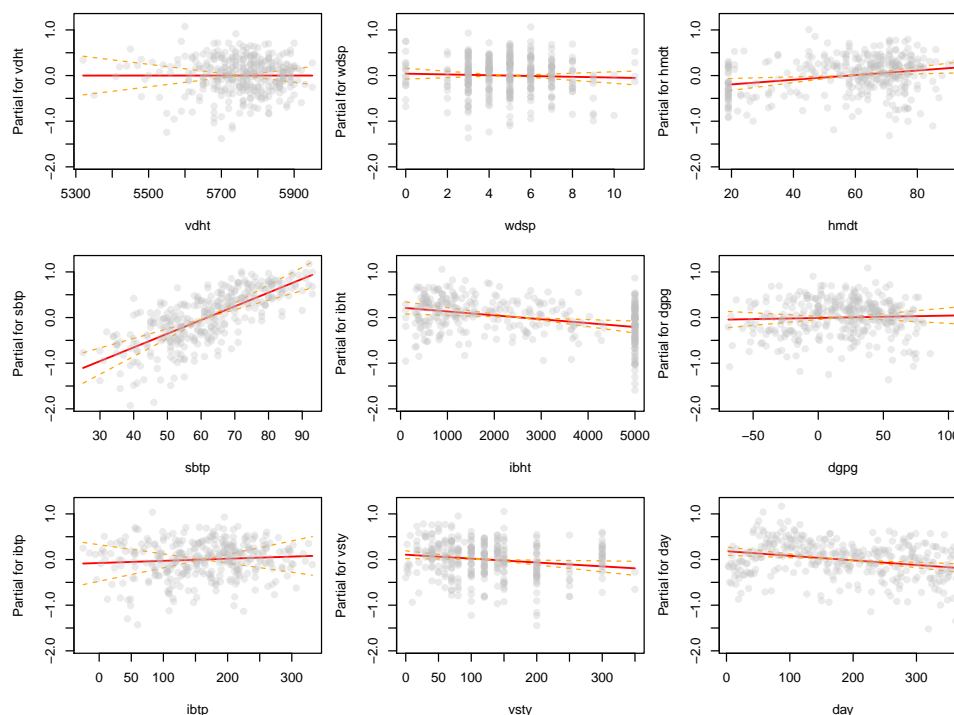 Partial for vdht
−2.0 −1.0 0.0 1.0
5300 5500 5700 5900
vdht
Partial for wdsp
−2.0 −1.0 0.0 1.0
0 2 4 6 8 10
wdsp
Partial for hmdt
−2.0 −1.0 0.0 1.0
20 40 60 80
hmdt
Partial for sbtp
−2.0 −1.0 0.0 1.0
30 40 50 60 70 80 90
sbtp
Partial for ibht
−2.0 −1.0 0.0 1.0
0 1000 2000 3000 4000 5000
ibht
Partial for dgpg
−2.0 −1.0 0.0 1.0
−50 0 50
dgpg
Partial for ibtp
−2.0 −1.0 0.0 1.0
0 50 100 200 300
ibtp
Partial for vsty
−2.0 −1.0 0.0 1.0
0 50 100 200 300
vsty
Partial for day
−2.0 −1.0 0.0 1.0
0 100 200 300
day